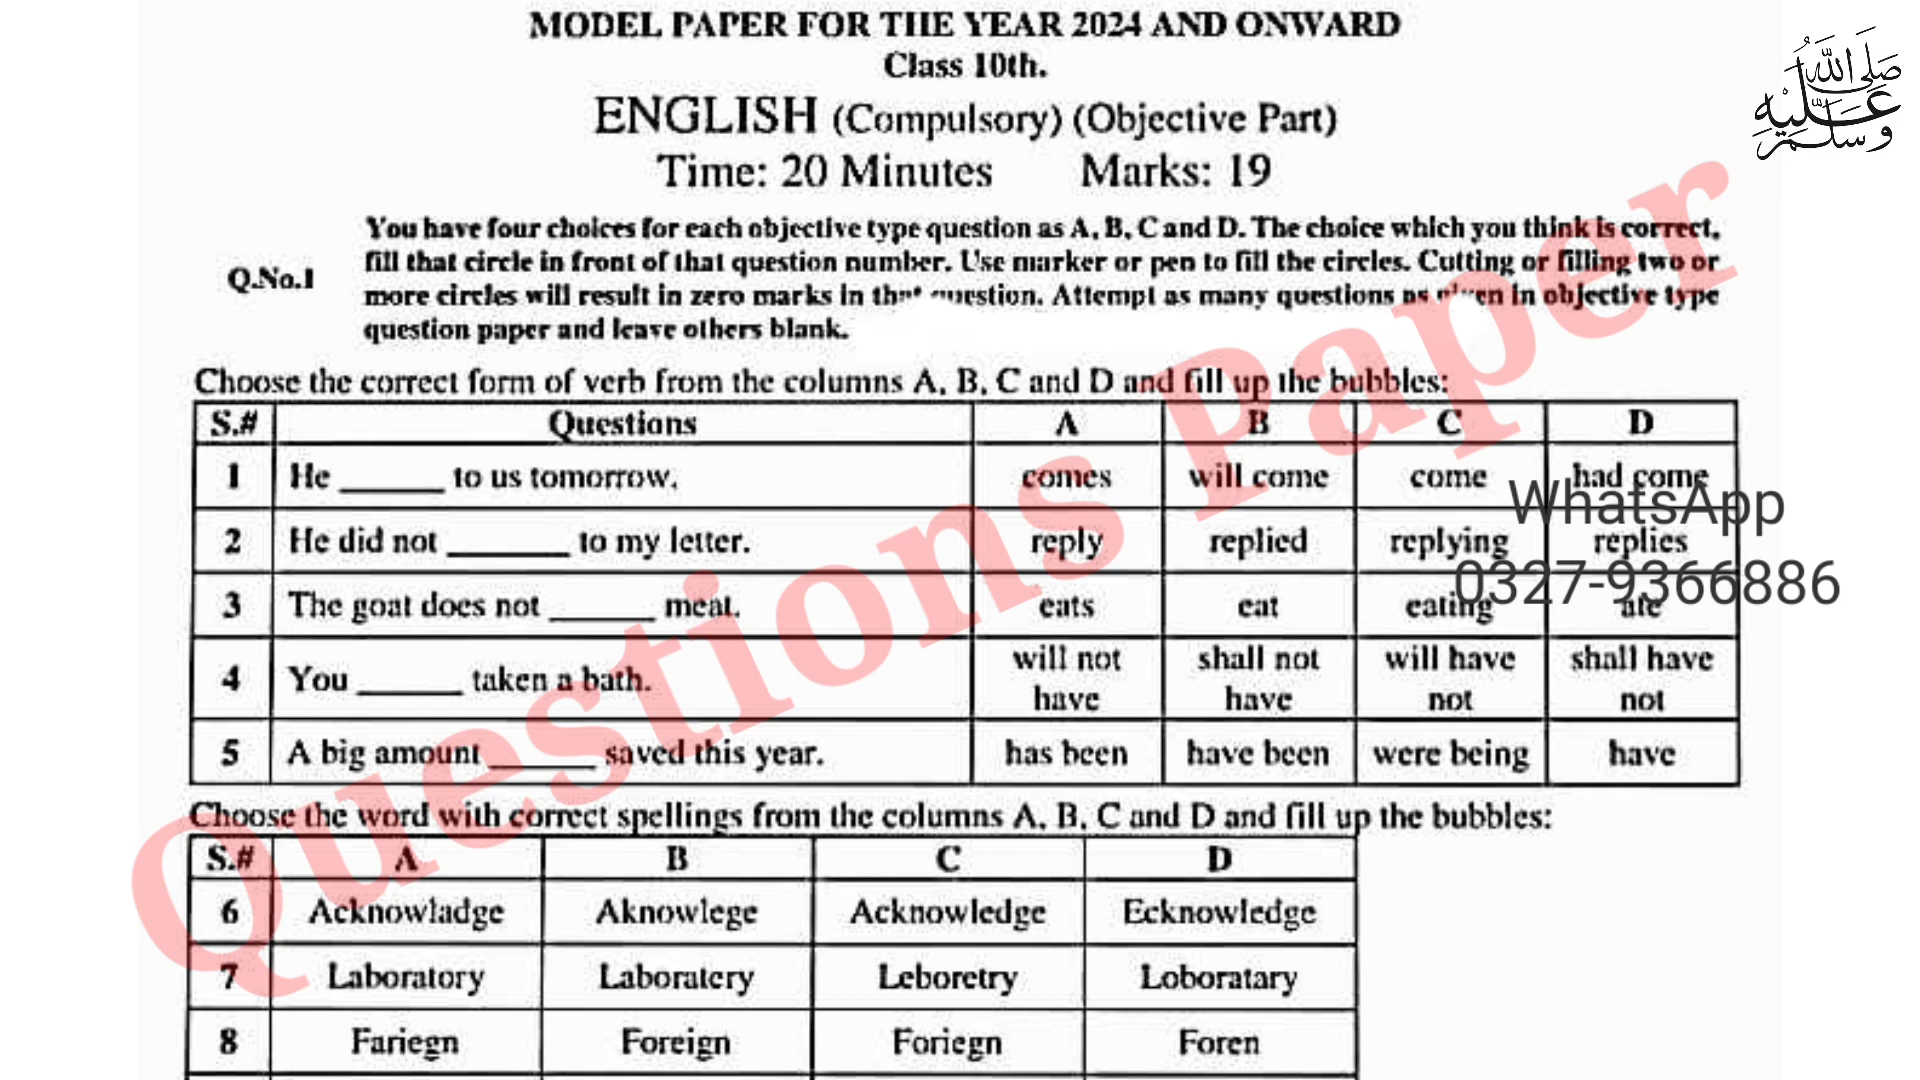 MODEL PAPER FOR THE YEAR 2024 AND ONWARD
Class 10th.
ENGLISH (Compulsory) (Objective Part)
Time: 20 Minutes Marks: 19
صلى الله
عليه
وسلم
Q.No.1
You have four choices for each objective type question as A, B, C and D. The choice which you think is correct,
fill that circle in front of that question number. Use marker or pen to fill the circles. Cutting or filling two or
more circles will result in zero marks in that question. Attempt as many questions as given in objective type
question paper and leave others blank.
Choose the correct form of verb from the columns A, B, C and D and fill up the bubbles:
S.# Questions A B C D
1 He ______ to us tomorrow. comes will come come had come
2 He did not _______ to my letter. reply replied replying replies
3 The goat does not ______ meat. eats eat eating ate
4 You ______ taken a bath. will not have shall not have will have not shall have not
5 A big amount ______ saved this year. has been have been were being have
Choose the word with correct spellings from the columns A, B, C and D and fill up the bubbles:
S.# A B C D
6 Acknowladge Aknowlege Acknowledge Ecknowledge
7 Laboratory Laboratery Leboretry Loboratary
8 Fariegn Foreign Foriegn Foren
Questions Paper
WhatsApp
0327-9366886